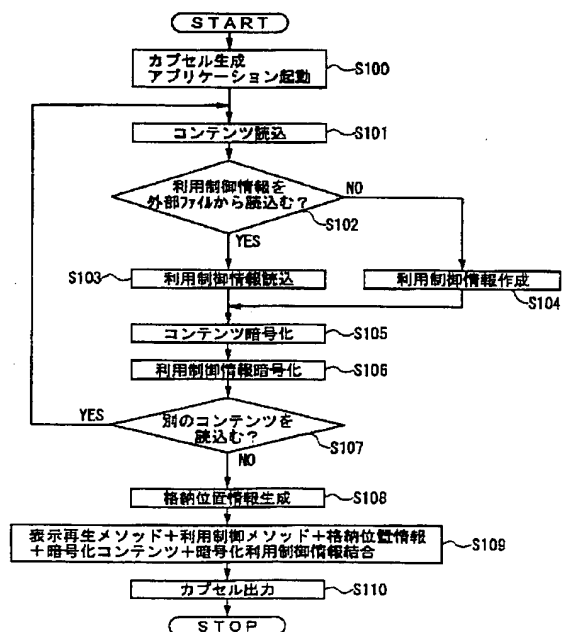 START
カプセル生成
アプリケーション起動
S100
コンテンツ読込
S101
利用制御情報を
外部ファイルから読込む?
NO
S102
YES
S103
利用制御情報読込
利用制御情報作成
S104
コンテンツ暗号化
S105
利用制御情報暗号化
S106
YES
別のコンテンツを
読込む?
S107
NO
格納位置情報生成
S108
表示再生メソッド+利用制御メソッド+格納位置情報
+暗号化コンテンツ+暗号化利用制御情報結合
S109
カプセル出力
S110
STOP